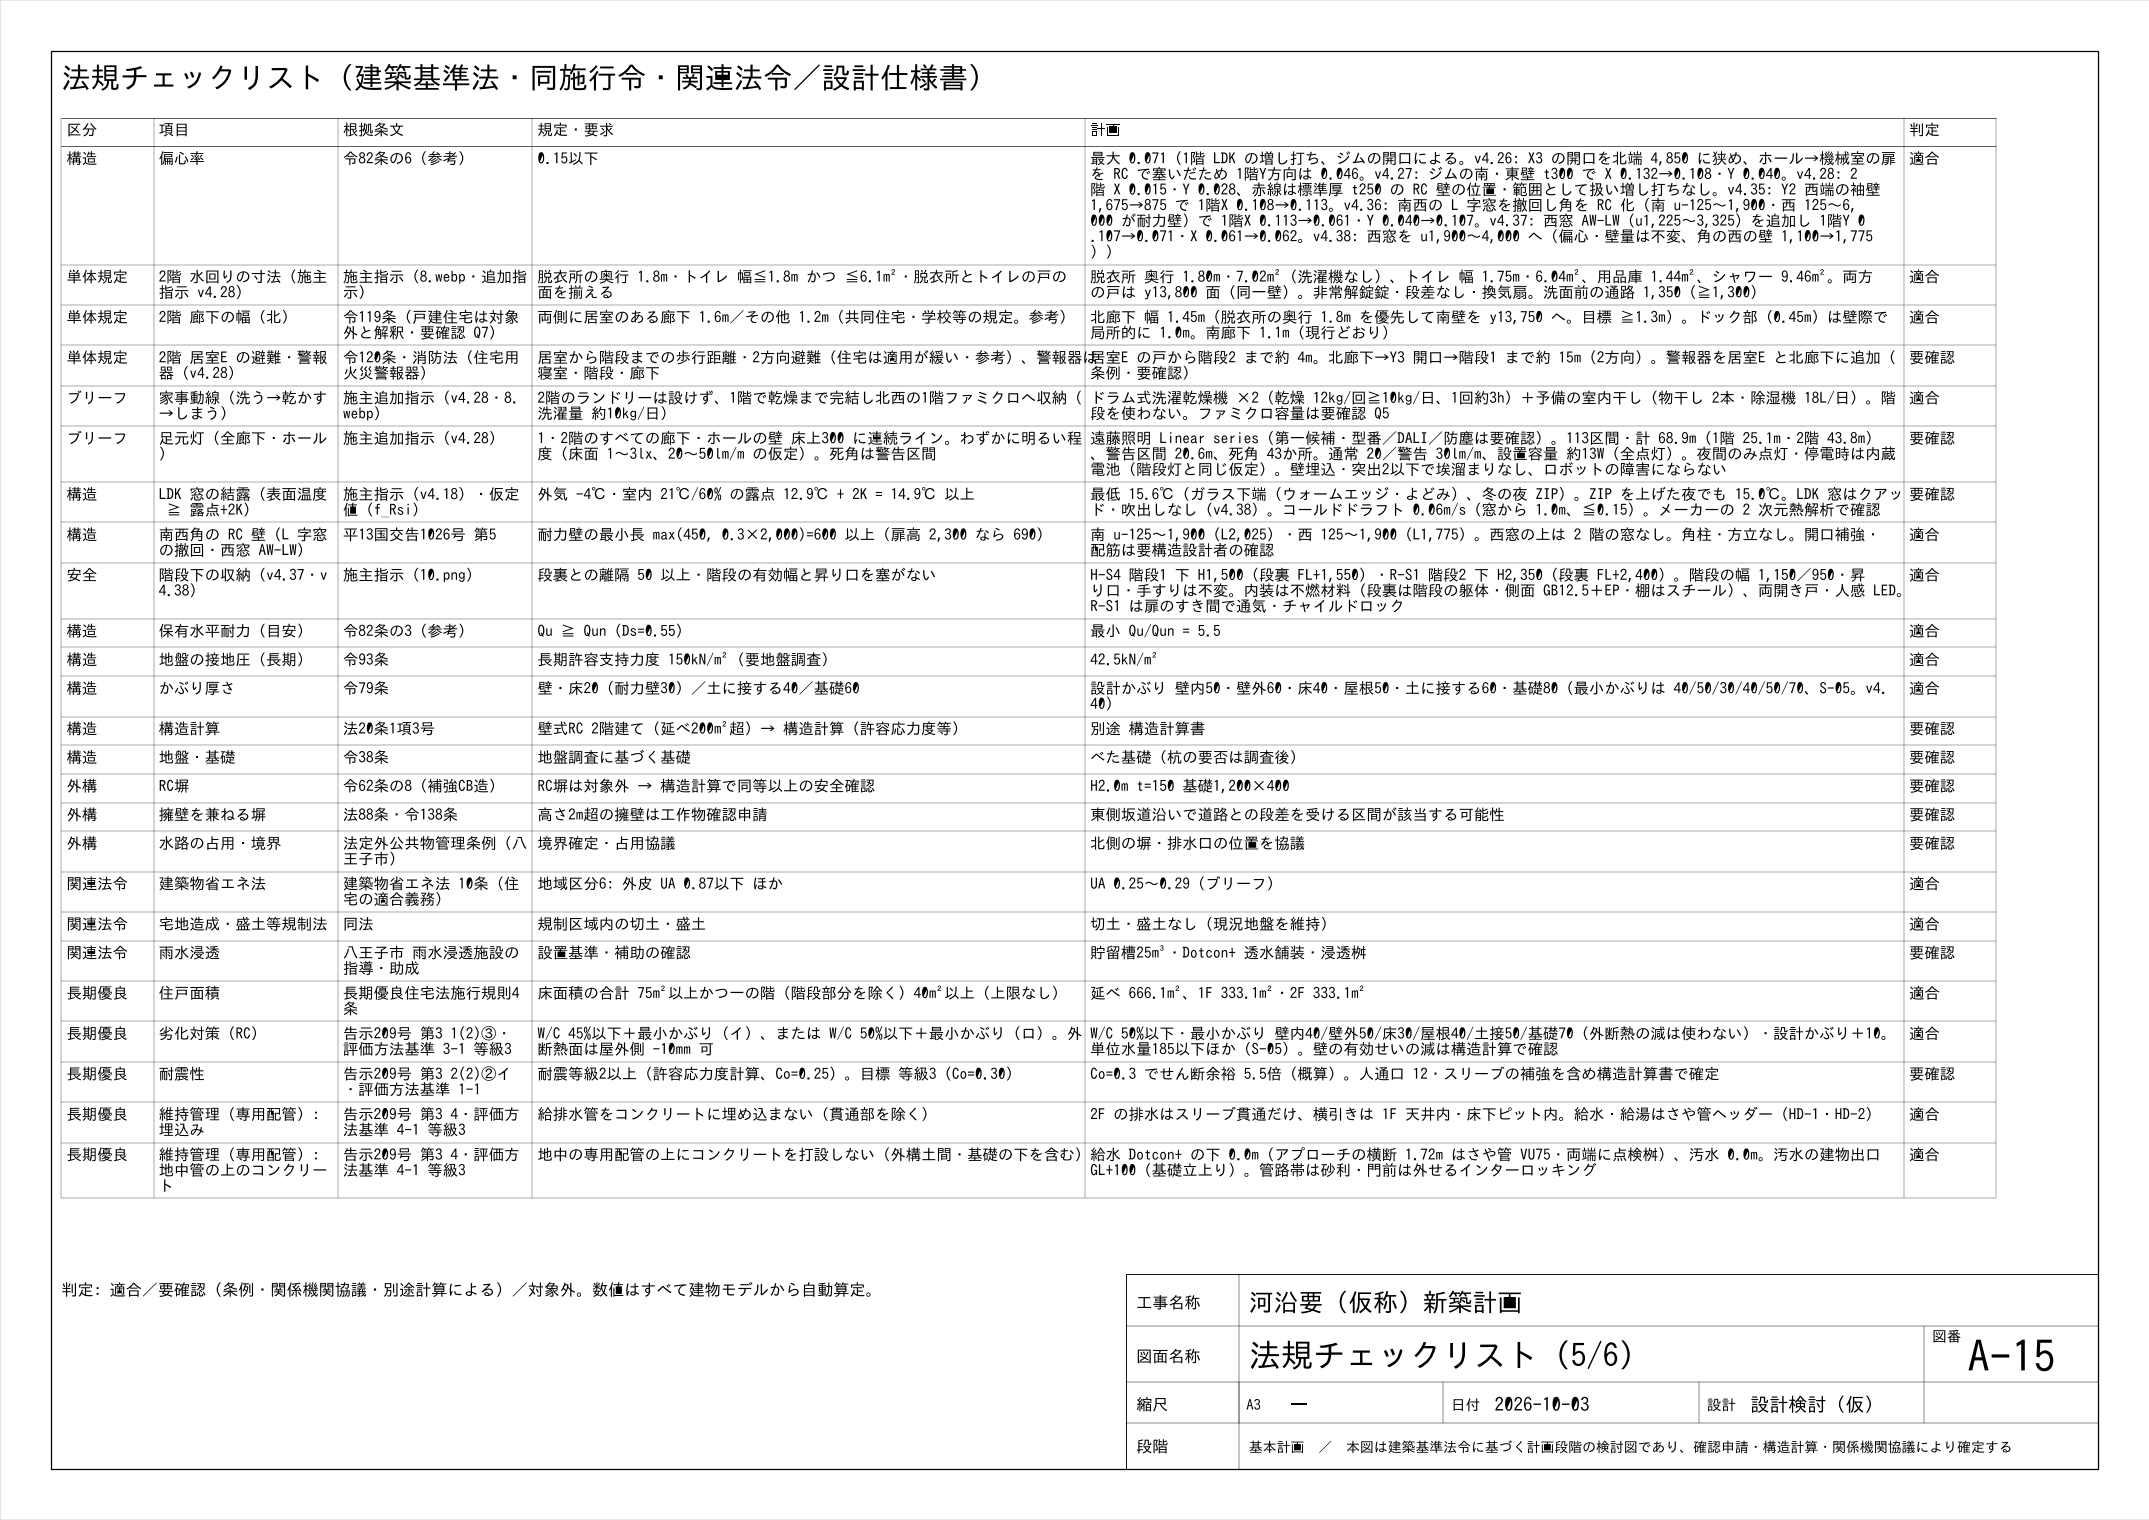 法規チェックリスト（建築基準法・同施行令・関連法令／設計仕様書）
区分 項目 根拠条文 規定・要求 計画 判定
構造 偏心率 令82条の6（参考） 0.15以下 最大 0.071（1階 LDK の増し打ち、ジムの開口による。v4.26: X3 の開口を北端 4,850 に狭め、ホール→機械室の扉 適合
を RC で塞いだため 1階Y方向は 0.046。v4.27: ジムの南・東壁 t300 で X 0.132→0.108・Y 0.040。v4.28: 2
階 X 0.015・Y 0.028、赤線は標準厚 t250 の RC 壁の位置・範囲として扱い増し打ちなし。v4.35: Y2 西端の袖壁
1,675→875 で 1階X 0.108→0.113。v4.36: 南西の L 字窓を撤回し角を RC 化（南 u-125～1,900・西 125～6,
000 が耐力壁）で 1階X 0.113→0.061・Y 0.040→0.107。v4.37: 西窓 AW-LW（u1,225～3,325）を追加し 1階Y 0
.107→0.071・X 0.061→0.062。v4.38: 西窓を u1,900～4,000 へ（偏心・壁量は不変、角の西の壁 1,100→1,775
））
単体規定 2階 水回りの寸法（施主 施主指示（8.webp・追加指 脱衣所の奥行 1.8m・トイレ 幅≦1.8m かつ ≦6.1m²・脱衣所とトイレの戸の 脱衣所 奥行 1.80m・7.02m²（洗濯機なし）、トイレ 幅 1.75m・6.04m²、用品庫 1.44m²、シャワー 9.46m²。両方 適合
指示 v4.28） 示） 面を揃える の戸は y13,800 面（同一壁）。非常解錠錠・段差なし・換気扇。洗面前の通路 1,350（≧1,300）
単体規定 2階 廊下の幅（北） 令119条（戸建住宅は対象 両側に居室のある廊下 1.6m／その他 1.2m（共同住宅・学校等の規定。参考） 北廊下 幅 1.45m（脱衣所の奥行 1.8m を優先して南壁を y13,750 へ。目標 ≧1.3m）。ドック部（0.45m）は壁際で 適合
外と解釈・要確認 Q7） 局所的に 1.0m。南廊下 1.1m（現行どおり）
単体規定 2階 居室E の避難・警報 令120条・消防法（住宅用 居室から階段までの歩行距離・2方向避難（住宅は適用が緩い・参考）、警報器は 居室E の戸から階段2 まで約 4m。北廊下→Y3 開口→階段1 まで約 15m（2方向）。警報器を居室E と北廊下に追加（ 要確認
器（v4.28） 火災警報器） 寝室・階段・廊下 条例・要確認）
ブリーフ 家事動線（洗う→乾かす 施主追加指示（v4.28・8. 2階のランドリーは設けず、1階で乾燥まで完結し北西の1階ファミクロへ収納（ ドラム式洗濯乾燥機 ×2（乾燥 12kg/回≧10kg/日、1回約3h）＋予備の室内干し（物干し 2本・除湿機 18L/日）。階 適合
→しまう） webp） 洗濯量 約10kg/日） 段を使わない。ファミクロ容量は要確認 Q5
ブリーフ 足元灯（全廊下・ホール 施主追加指示（v4.28） 1・2階のすべての廊下・ホールの壁 床上300 に連続ライン。わずかに明るい程 遠藤照明 Linear series（第一候補・型番／DALI／防塵は要確認）。113区間・計 68.9m（1階 25.1m・2階 43.8m） 要確認
） 度（床面 1～3lx、20～50lm/m の仮定）。死角は警告区間 、警告区間 20.6m、死角 43か所。通常 20／警告 30lm/m、設置容量 約13W（全点灯）。夜間のみ点灯・停電時は内蔵
電池（階段灯と同じ仮定）。壁埋込・突出2以下で埃溜まりなし、ロボットの障害にならない
構造 LDK 窓の結露（表面温度 施主指示（v4.18）・仮定 外気 -4℃・室内 21℃/60% の露点 12.9℃ + 2K = 14.9℃ 以上 最低 15.6℃（ガラス下端（ウォームエッジ・よどみ）、冬の夜 ZIP）。ZIP を上げた夜でも 15.0℃。LDK 窓はクアッ 要確認
≧ 露点+2K） 値（f_Rsi） ド・吹出しなし（v4.38）。コールドドラフト 0.06m/s（窓から 1.0m、≦0.15）。メーカーの 2 次元熱解析で確認
構造 南西角の RC 壁（L 字窓 平13国交告1026号 第5 耐力壁の最小長 max(450, 0.3×2,000)=600 以上（扉高 2,300 なら 690） 南 u-125～1,900（L2,025）・西 125～1,900（L1,775）。西窓の上は 2 階の窓なし。角柱・方立なし。開口補強・ 適合
の撤回・西窓 AW-LW） 配筋は要構造設計者の確認
安全 階段下の収納（v4.37・v 施主指示（10.png） 段裏との離隔 50 以上・階段の有効幅と昇り口を塞がない H-S4 階段1 下 H1,500（段裏 FL+1,550）・R-S1 階段2 下 H2,350（段裏 FL+2,400）。階段の幅 1,150／950・昇 適合
4.38） り口・手すりは不変。内装は不燃材料（段裏は階段の躯体・側面 GB12.5＋EP・棚はスチール）、両開き戸・人感 LED。
R-S1 は扉のすき間で通気・チャイルドロック
構造 保有水平耐力（目安） 令82条の3（参考） Qu ≧ Qun（Ds=0.55） 最小 Qu/Qun = 5.5 適合
構造 地盤の接地圧（長期） 令93条 長期許容支持力度 150kN/m²（要地盤調査） 42.5kN/m² 適合
構造 かぶり厚さ 令79条 壁・床20（耐力壁30）／土に接する40／基礎60 設計かぶり 壁内50・壁外60・床40・屋根50・土に接する60・基礎80（最小かぶりは 40/50/30/40/50/70、S-05。v4. 適合
40）
構造 構造計算 法20条1項3号 壁式RC 2階建て（延べ200m²超）→ 構造計算（許容応力度等） 別途 構造計算書 要確認
構造 地盤・基礎 令38条 地盤調査に基づく基礎 べた基礎（杭の要否は調査後） 要確認
外構 RC塀 令62条の8（補強CB造） RC塀は対象外 → 構造計算で同等以上の安全確認 H2.0m t=150 基礎1,200×400 要確認
外構 擁壁を兼ねる塀 法88条・令138条 高さ2m超の擁壁は工作物確認申請 東側坂道沿いで道路との段差を受ける区間が該当する可能性 要確認
外構 水路の占用・境界 法定外公共物管理条例（八 境界確定・占用協議 北側の塀・排水口の位置を協議 要確認
王子市）
関連法令 建築物省エネ法 建築物省エネ法 10条（住 地域区分6: 外皮 UA 0.87以下 ほか UA 0.25～0.29（ブリーフ） 適合
宅の適合義務）
関連法令 宅地造成・盛土等規制法 同法 規制区域内の切土・盛土 切土・盛土なし（現況地盤を維持） 適合
関連法令 雨水浸透 八王子市 雨水浸透施設の 設置基準・補助の確認 貯留槽25m³・Dotcon+ 透水舗装・浸透桝 要確認
指導・助成
長期優良 住戸面積 長期優良住宅法施行規則4 床面積の合計 75m²以上かつ一の階（階段部分を除く）40m²以上（上限なし） 延べ 666.1m²、1F 333.1m²・2F 333.1m² 適合
条
長期優良 劣化対策（RC） 告示209号 第3 1(2)③・ W/C 45%以下＋最小かぶり（イ）、または W/C 50%以下＋最小かぶり（ロ）。外 W/C 50%以下・最小かぶり 壁内40/壁外50/床30/屋根40/土接50/基礎70（外断熱の減は使わない）・設計かぶり＋10。 適合
評価方法基準 3-1 等級3 断熱面は屋外側 -10mm 可 単位水量185以下ほか（S-05）。壁の有効せいの減は構造計算で確認
長期優良 耐震性 告示209号 第3 2(2)②イ 耐震等級2以上（許容応力度計算、Co=0.25）。目標 等級3（Co=0.30） Co=0.3 でせん断余裕 5.5倍（概算）。人通口 12・スリーブの補強を含め構造計算書で確定 要確認
・評価方法基準 1-1
長期優良 維持管理（専用配管）: 告示209号 第3 4・評価方 給排水管をコンクリートに埋め込まない（貫通部を除く） 2F の排水はスリーブ貫通だけ、横引きは 1F 天井内・床下ピット内。給水・給湯はさや管ヘッダー（HD-1・HD-2） 適合
埋込み 法基準 4-1 等級3
長期優良 維持管理（専用配管）: 告示209号 第3 4・評価方 地中の専用配管の上にコンクリートを打設しない（外構土間・基礎の下を含む） 給水 Dotcon+ の下 0.0m（アプローチの横断 1.72m はさや管 VU75・両端に点検桝）、汚水 0.0m。汚水の建物出口 適合
地中管の上のコンクリー 法基準 4-1 等級3 GL+100（基礎立上り）。管路帯は砂利・門前は外せるインターロッキング
ト
判定: 適合／要確認（条例・関係機関協議・別途計算による）／対象外。数値はすべて建物モデルから自動算定。
工事名称 河沿要（仮称）新築計画
図面名称 法規チェックリスト（5/6） 図番 A-15
縮尺 A3 — 日付 2026-10-03 設計 設計検討（仮）
段階 基本計画 ／ 本図は建築基準法令に基づく計画段階の検討図であり、確認申請・構造計算・関係機関協議により確定する